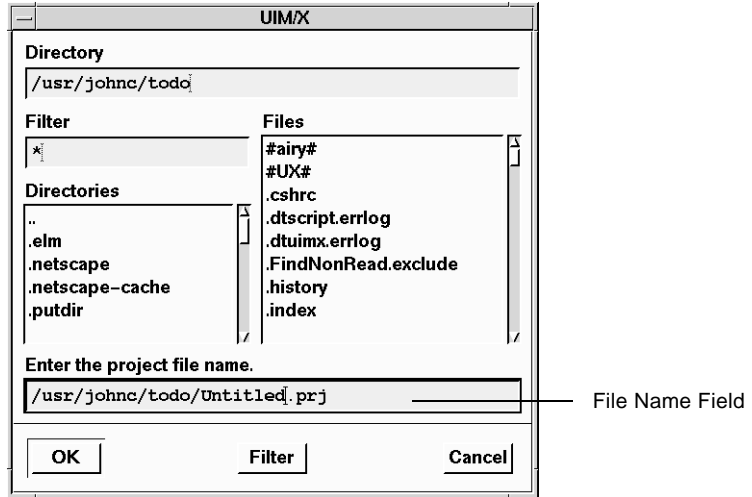 UIM/X
Directory
/usr/johnc/todo
Filter
*
Directories
..
.elm
.netscape
.netscape-cache
.putdir
Files
#airy#
#UX#
.cshrc
.dtscript.errlog
.dtuimx.errlog
.FindNonRead.exclude
.history
.index
Enter the project file name.
/usr/johnc/todo/Untitled.prj
File Name Field
OK
Filter
Cancel